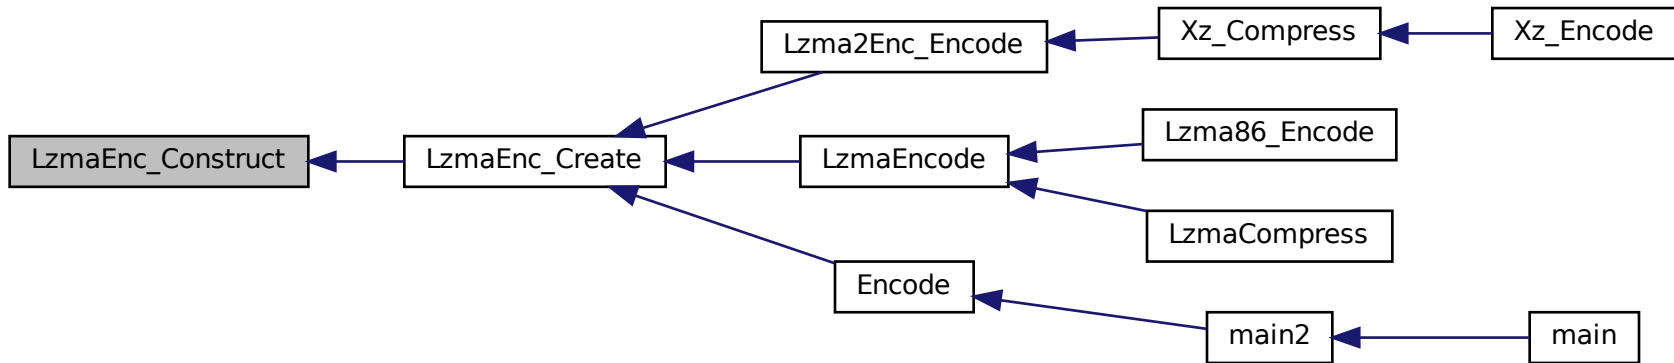 LzmaEnc_Construct
LzmaEnc_Create
Lzma2Enc_Encode
Xz_Compress
Xz_Encode
LzmaEncode
Lzma86_Encode
LzmaCompress
Encode
main2
main